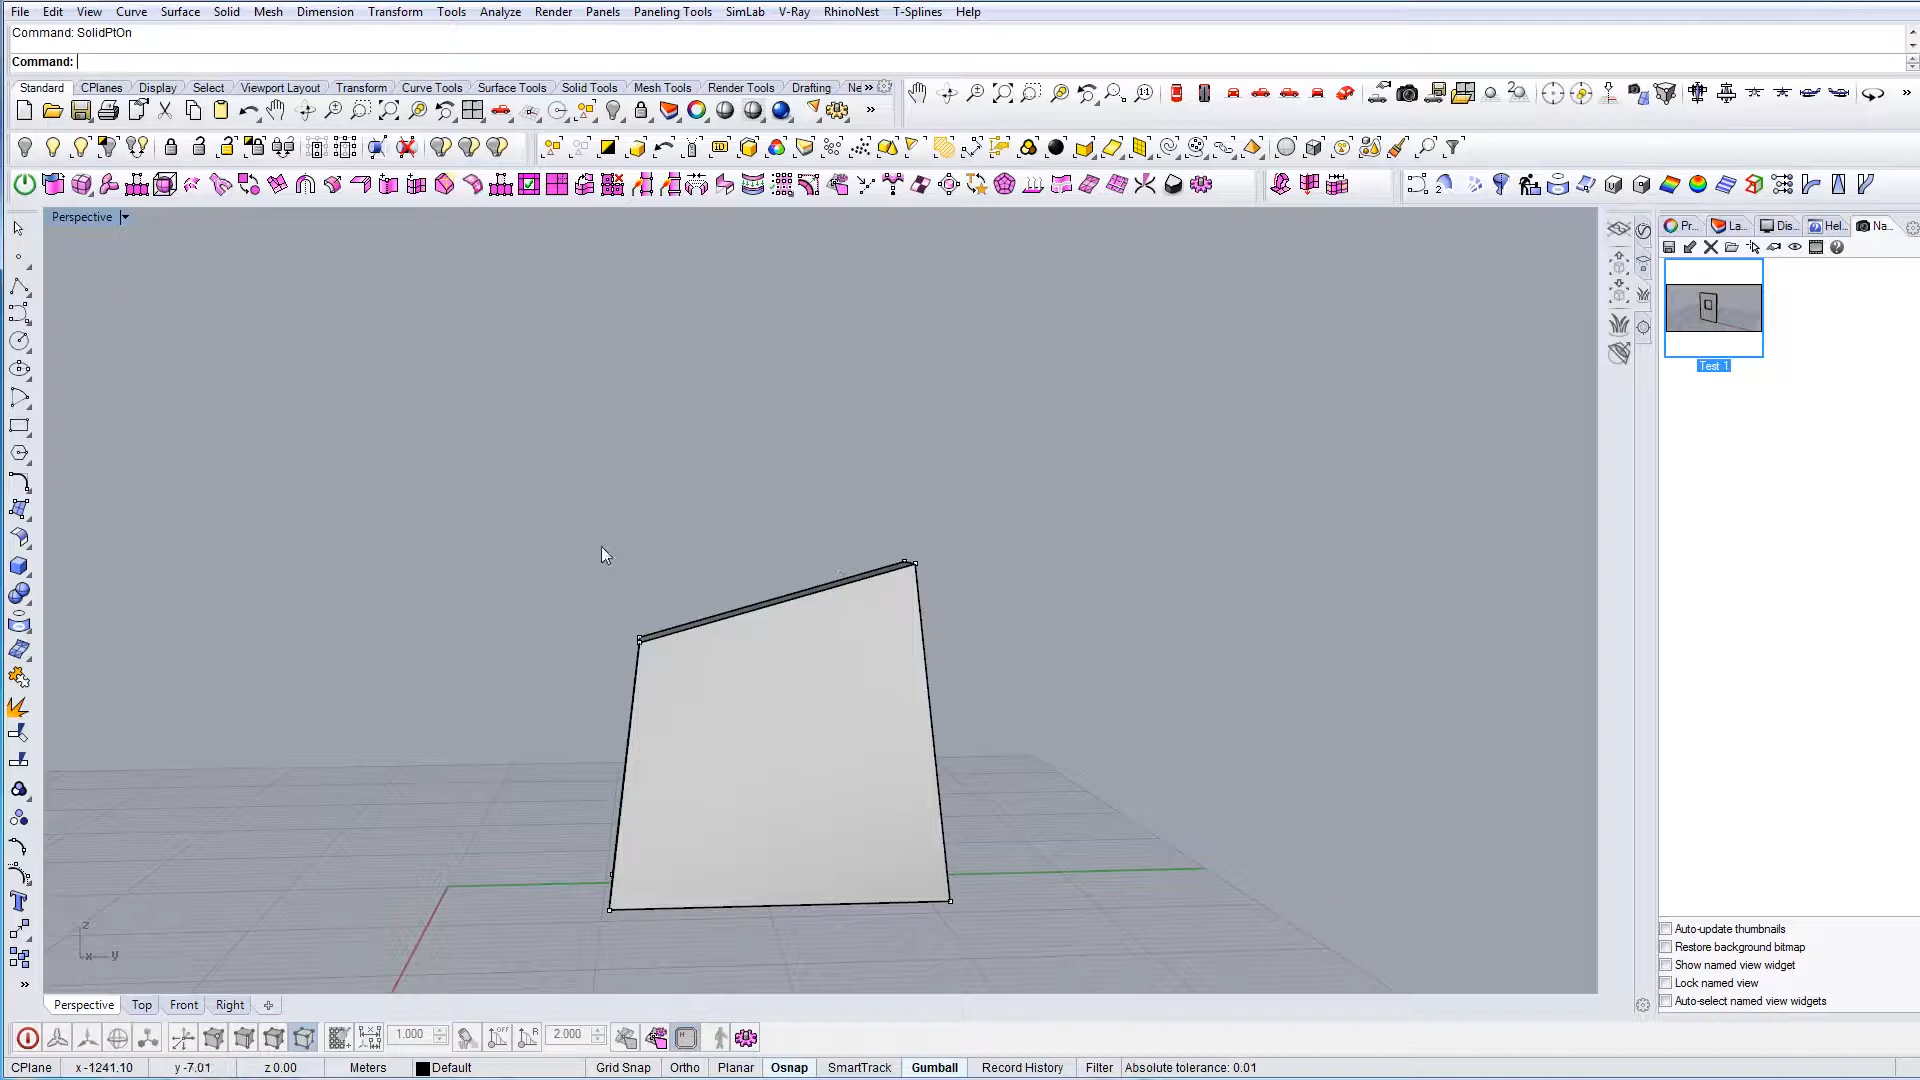 File Edit View Curve Surface Solid Mesh Dimension Transform Tools Analyze Render Panels Paneling Tools SimLab V-Ray RhinoNest T-Splines Help
Command: SolidPtOn
Command:
Standard CPlanes Display Select Viewport Layout Transform Curve Tools Surface Tools Solid Tools Mesh Tools Render Tools Drafting Ne »
Perspective
Pr... La... Dis... Hel... Na...
Test 1
z
x y
Auto-update thumbnails
Restore background bitmap
Show named view widget
Lock named view
Auto-select named view widgets
Perspective Top Front Right
1.000 2.000
CPlane x -1241.10 y -7.01 z 0.00 Meters Default Grid Snap Ortho Planar Osnap SmartTrack Gumball Record History Filter Absolute tolerance: 0.01